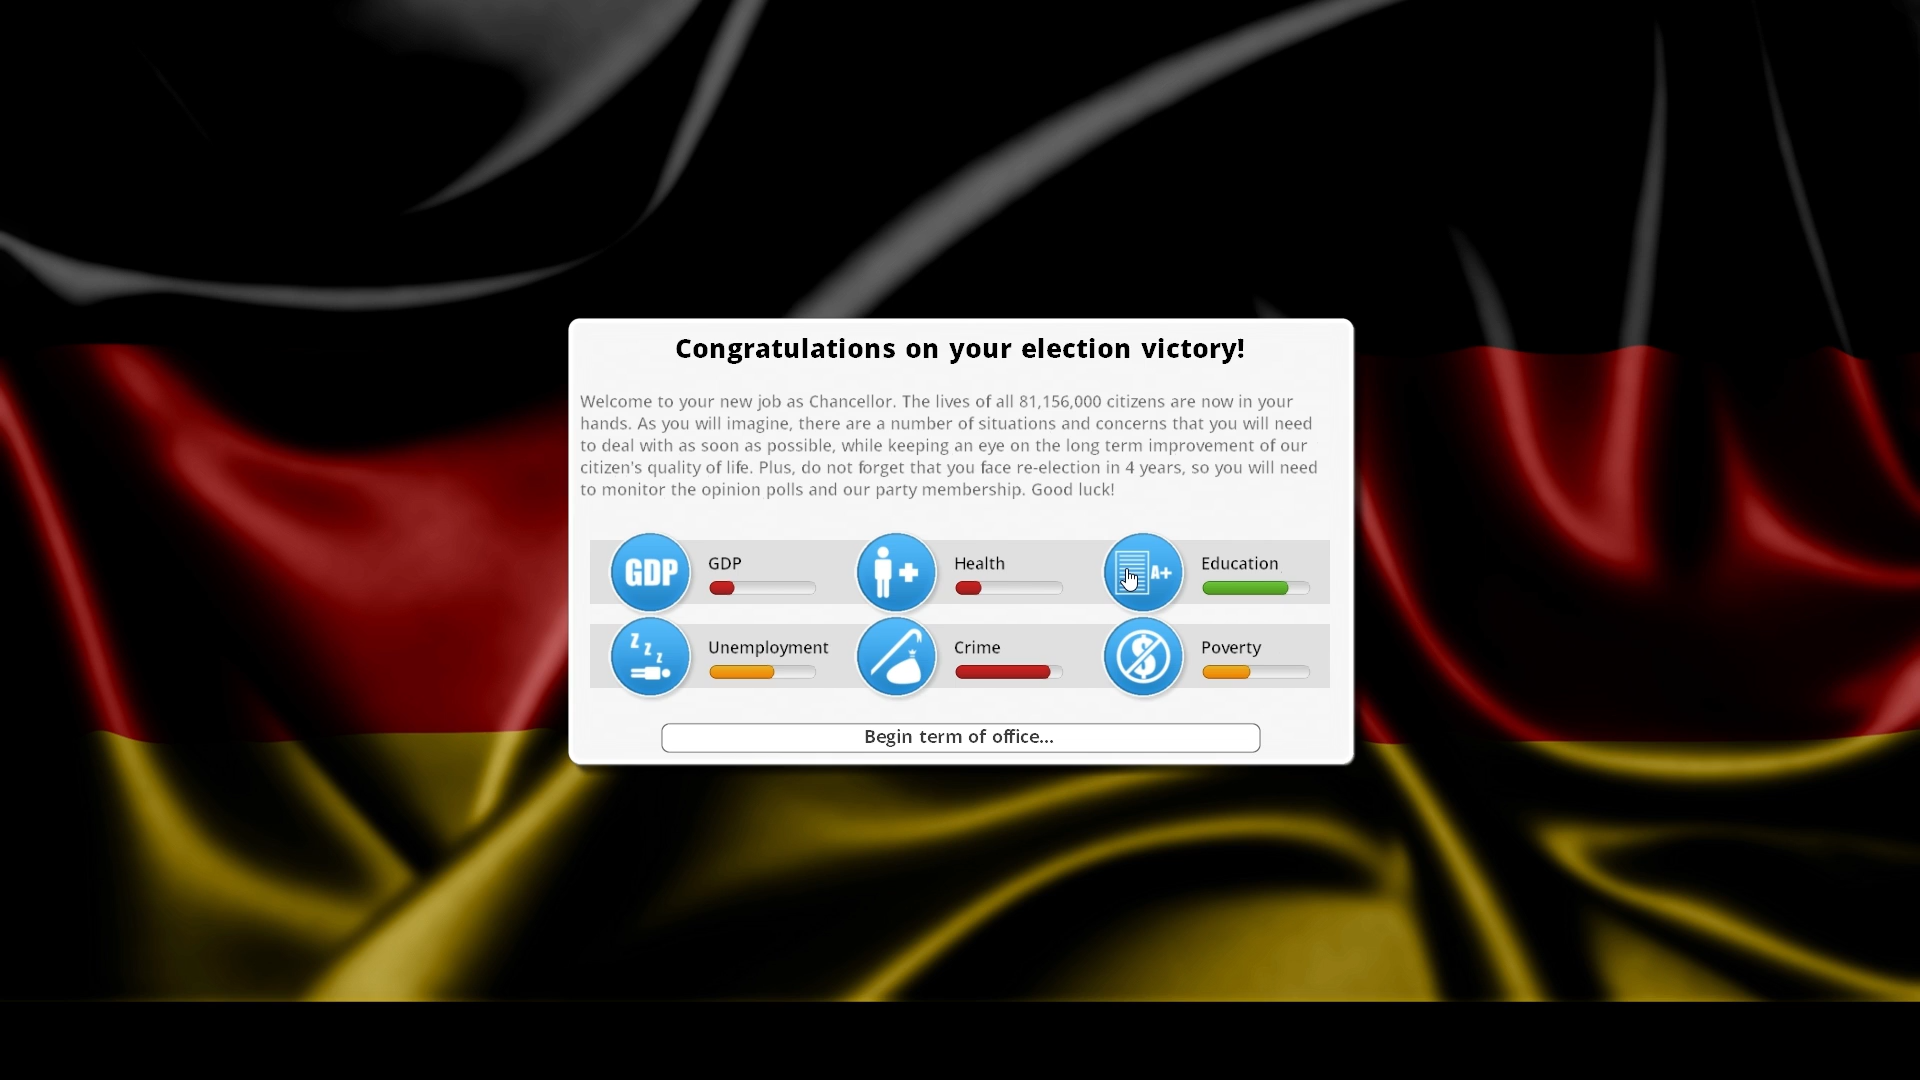 Congratulations on your election victory!
Welcome to your new job as Chancellor. The lives of all 81,156,000 citizens are now in your
hands. As you will imagine, there are a number of situations and concerns that you will need
to deal with as soon as possible, while keeping an eye on the long term improvement of our
citizen's quality of life. Plus, do not forget that you face re-election in 4 years, so you will need
to monitor the opinion polls and our party membership. Good luck!
GDP GDP Health A+ Education
Z Z Z Unemployment Crime $ Poverty
Begin term of office...